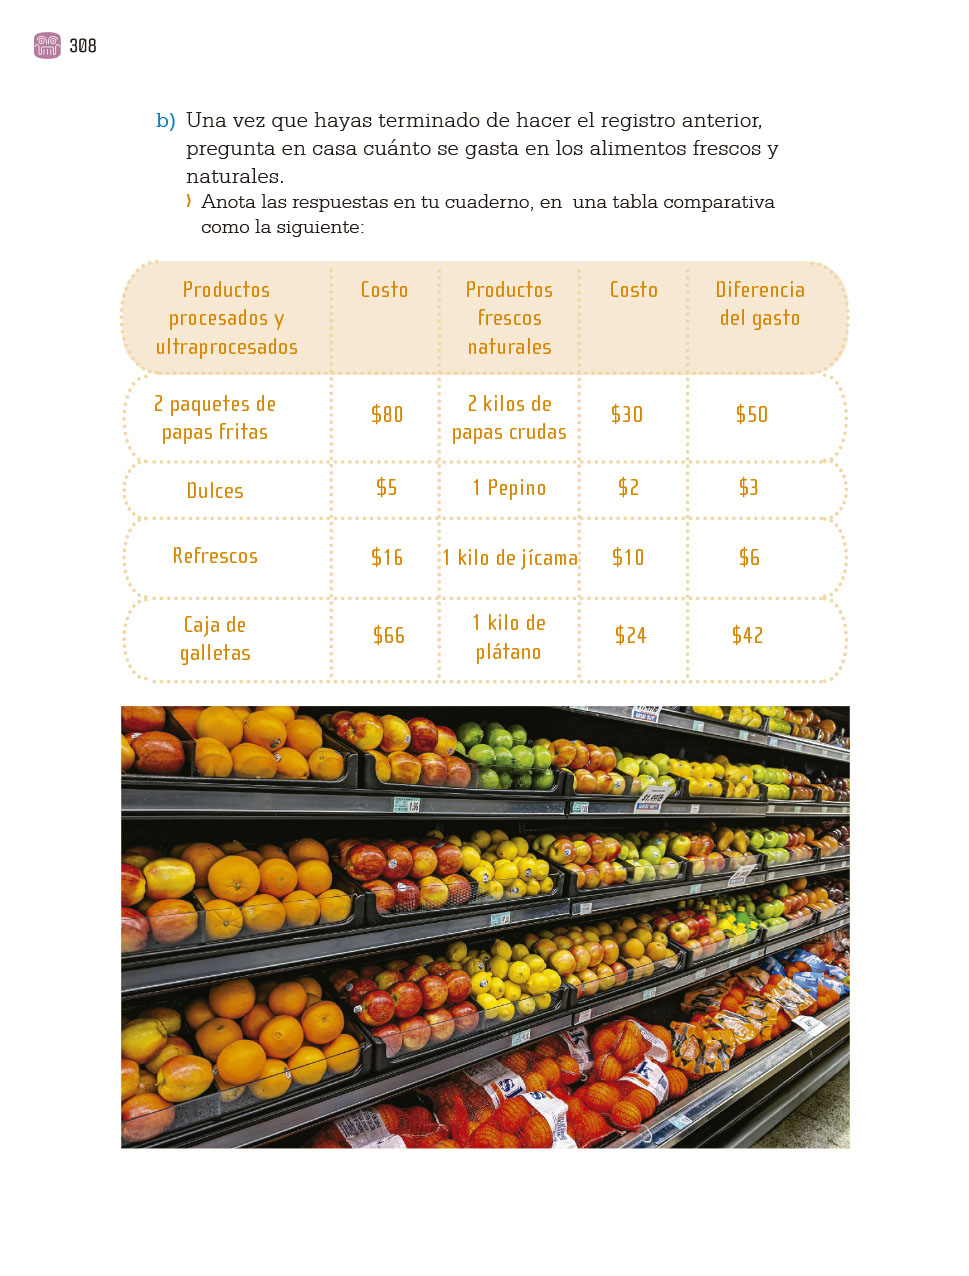 308
b) Una vez que hayas terminado de hacer el registro anterior,
pregunta en casa cuánto se gasta en los alimentos frescos y
naturales.
Anota las respuestas en tu cuaderno, en una tabla comparativa
como la siguiente:
Productos
procesados y
ultraprocesados
Costo
Productos
frescos
naturales
Costo
Diferencia
del gasto
2 paquetes de
papas fritas
$80
2 kilos de
papas crudas
$30
$50
Dulces
$5
1 Pepino
$2
$3
Refrescos
$16
1 kilo de jícama
$10
$6
Caja de
galletas
$66
1 kilo de
plátano
$24
$42